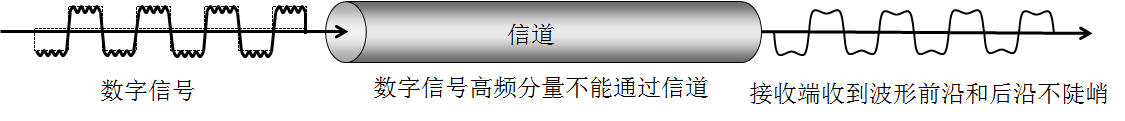 信道
数字信号
数字信号高频分量不能通过信道
接收端收到波形前沿和后沿不陡峭